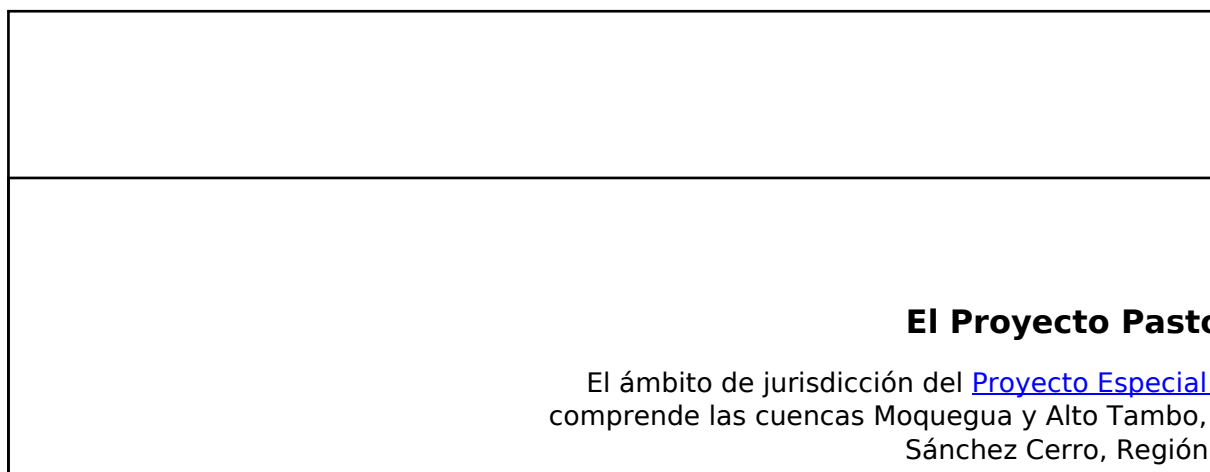 El Proyecto Pasto
El ámbito de jurisdicción del Proyecto Especial
comprende las cuencas Moquegua y Alto Tambo,
Sánchez Cerro, Región